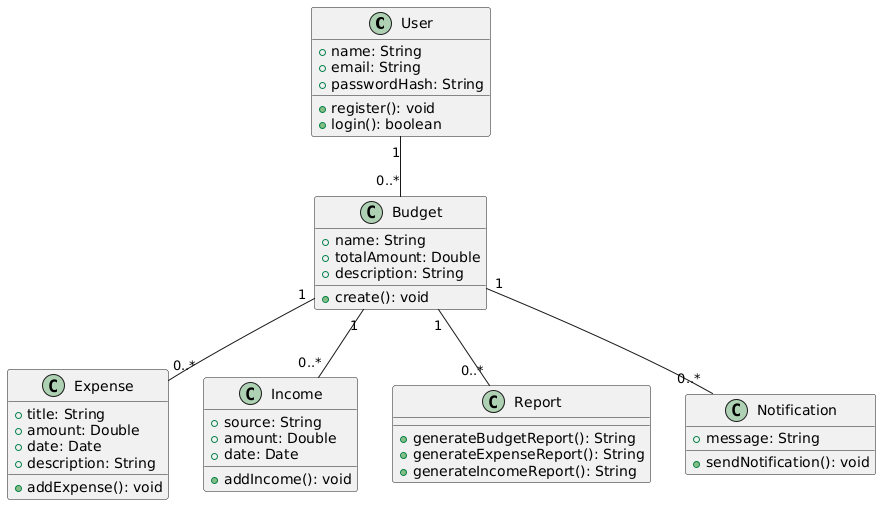 C User
+ name: String
+ email: String
+ passwordHash: String
+ register(): void
+ login(): boolean
1
0..*
C Budget
+ name: String
+ totalAmount: Double
+ description: String
+ create(): void
1
1
1
1
0..*
0..*
0..*
0..*
C Expense
+ title: String
+ amount: Double
+ date: Date
+ description: String
+ addExpense(): void
C Income
+ source: String
+ amount: Double
+ date: Date
+ addIncome(): void
C Report
+ generateBudgetReport(): String
+ generateExpenseReport(): String
+ generateIncomeReport(): String
C Notification
+ message: String
+ sendNotification(): void